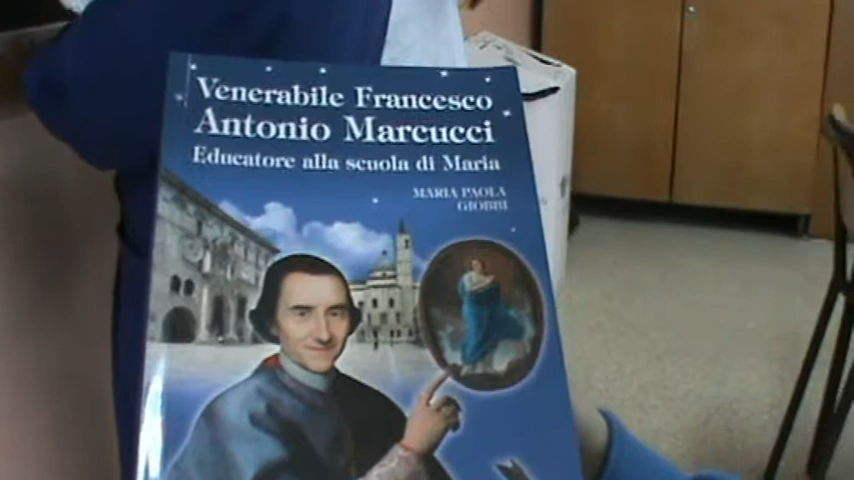 Venerabile Francesco
Antonio Marcucci
Educatore alla scuola di Maria
MARIA PAOLA
GIOBBI